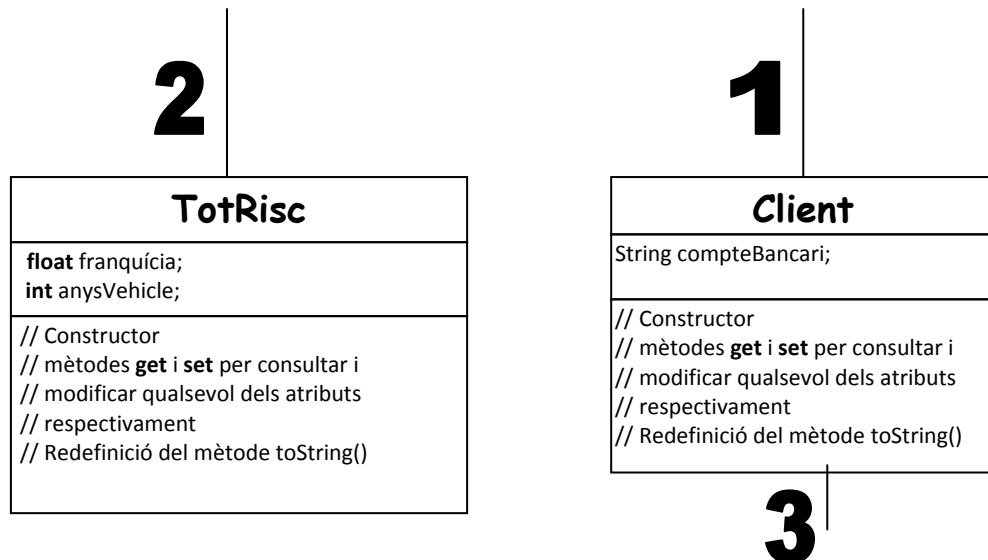 2
TotRisc
float franquícia;
int anysVehicle;
// Constructor
// mètodes get i set per consultar i
// modificar qualsevol dels atributs
// respectivament
// Redefinició del mètode toString()
1
Client
String compteBancari;
// Constructor
// mètodes get i set per consultar i
// modificar qualsevol dels atributs
// respectivament
// Redefinició del mètode toString()
3